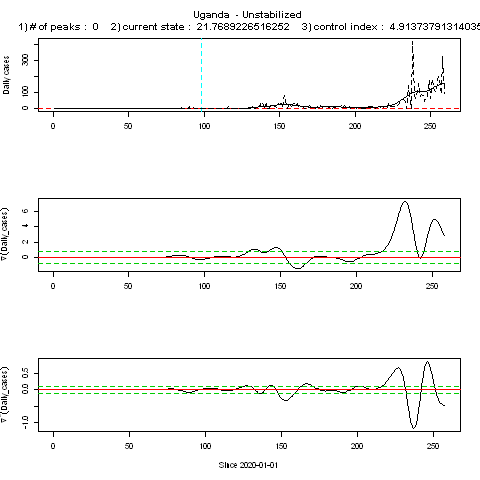 Uganda - Unstabilized
1) # of peaks : 0 2) current state : 21.7689226516252 3) control index : 4.9137379131403
Daily cases
0 100 300
0 50 100 150 200 250
∇(Daily_cases)
0 2 4 6
0 50 100 150 200 250
∇(Daily_cases)
-1.0 0.0 0.5
0 50 100 150 200 250
Since 2020-01-01